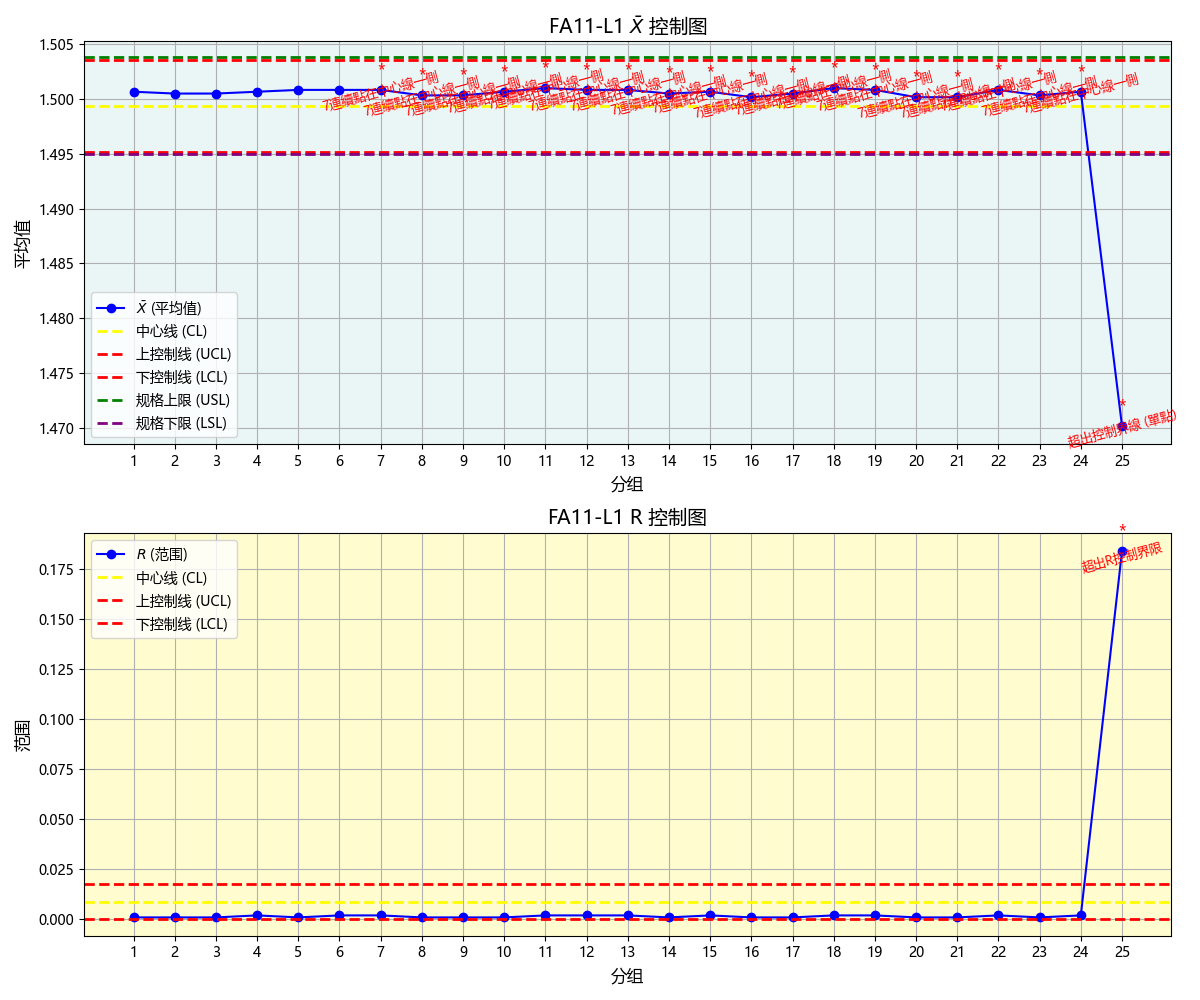 FA11-L1 X̄ 控制图
平均值
1.505
1.500
1.495
1.490
1.485
1.480
1.475
1.470
X̄ (平均值)
中心线 (CL)
上控制线 (UCL)
下控制线 (LCL)
规格上限 (USL)
规格下限 (LSL)
*
超出控制界線 (單點)
1 2 3 4 5 6 7 8 9 10 11 12 13 14 15 16 17 18 19 20 21 22 23 24 25
分组
FA11-L1 R 控制图
范围
0.175
0.150
0.125
0.100
0.075
0.050
0.025
0.000
R (范围)
中心线 (CL)
上控制线 (UCL)
下控制线 (LCL)
*
超出R控制界限
1 2 3 4 5 6 7 8 9 10 11 12 13 14 15 16 17 18 19 20 21 22 23 24 25
分组